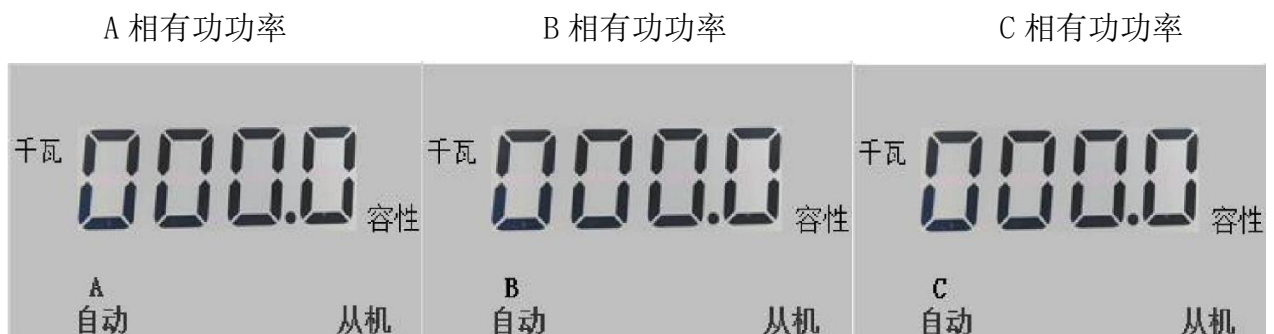 A 相有功功率
B 相有功功率
C 相有功功率
千瓦
000.0
容性
A
自动
从机
千瓦
000.0
容性
B
自动
从机
千瓦
000.0
容性
C
自动
从机